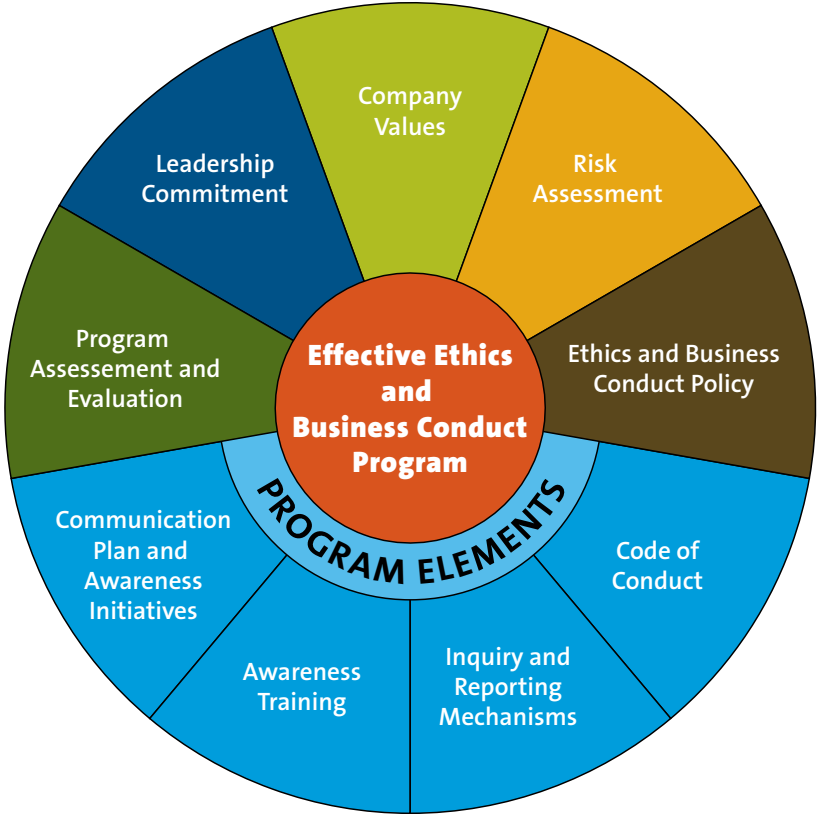 Company
Values
Risk
Assessment
Ethics and Business
Conduct Policy
Code of
Conduct
Inquiry and
Reporting
Mechanisms
Awareness
Training
Communication
Plan and
Awareness
Initiatives
Program
Assessement and
Evaluation
Leadership
Commitment
Effective Ethics
and
Business Conduct
Program
PROGRAM ELEMENTS